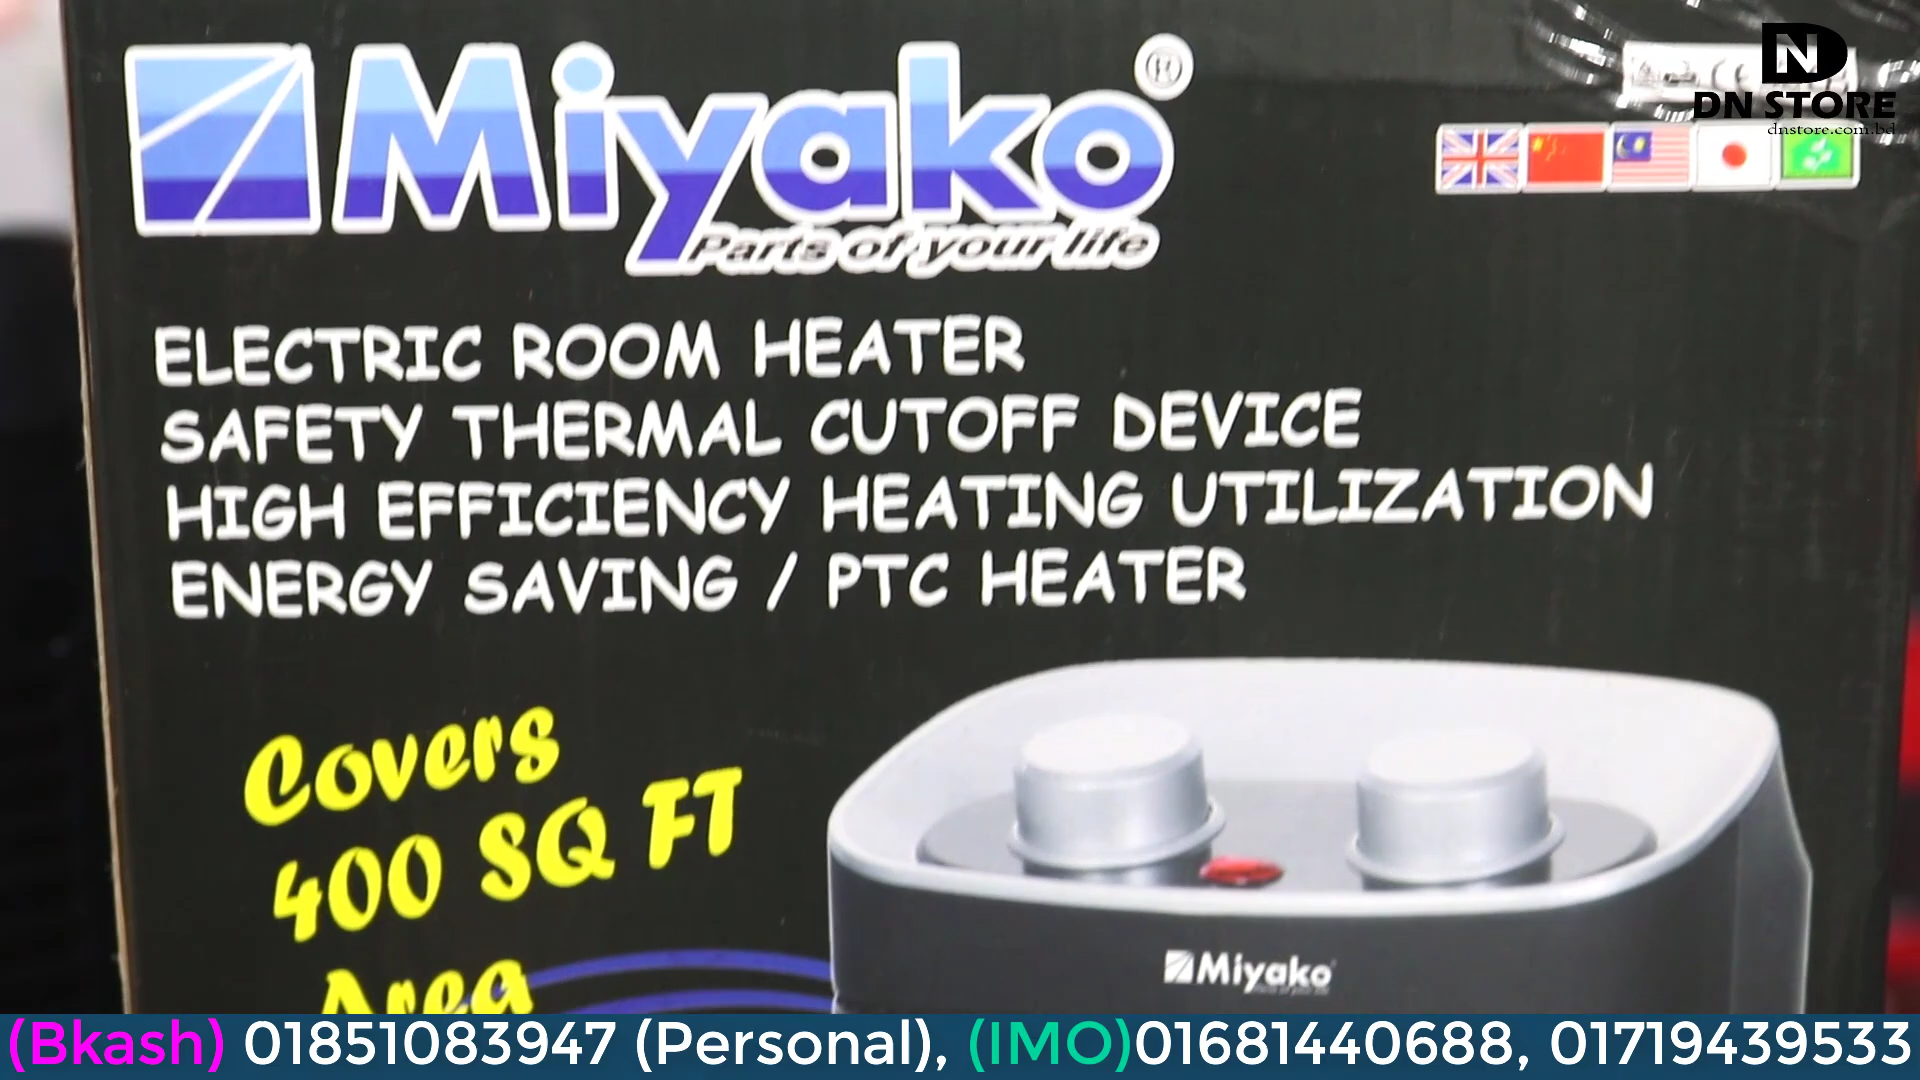 Miyako®
Parts of your life
DN STORE
dnstore.com.bd
ELECTRIC ROOM HEATER
SAFETY THERMAL CUTOFF DEVICE
HIGH EFFICIENCY HEATING UTILIZATION
ENERGY SAVING / PTC HEATER
Covers
400 SQ FT
Area
Miyako
(Bkash) 01851083947 (Personal), (IMO)01681440688, 01719439533